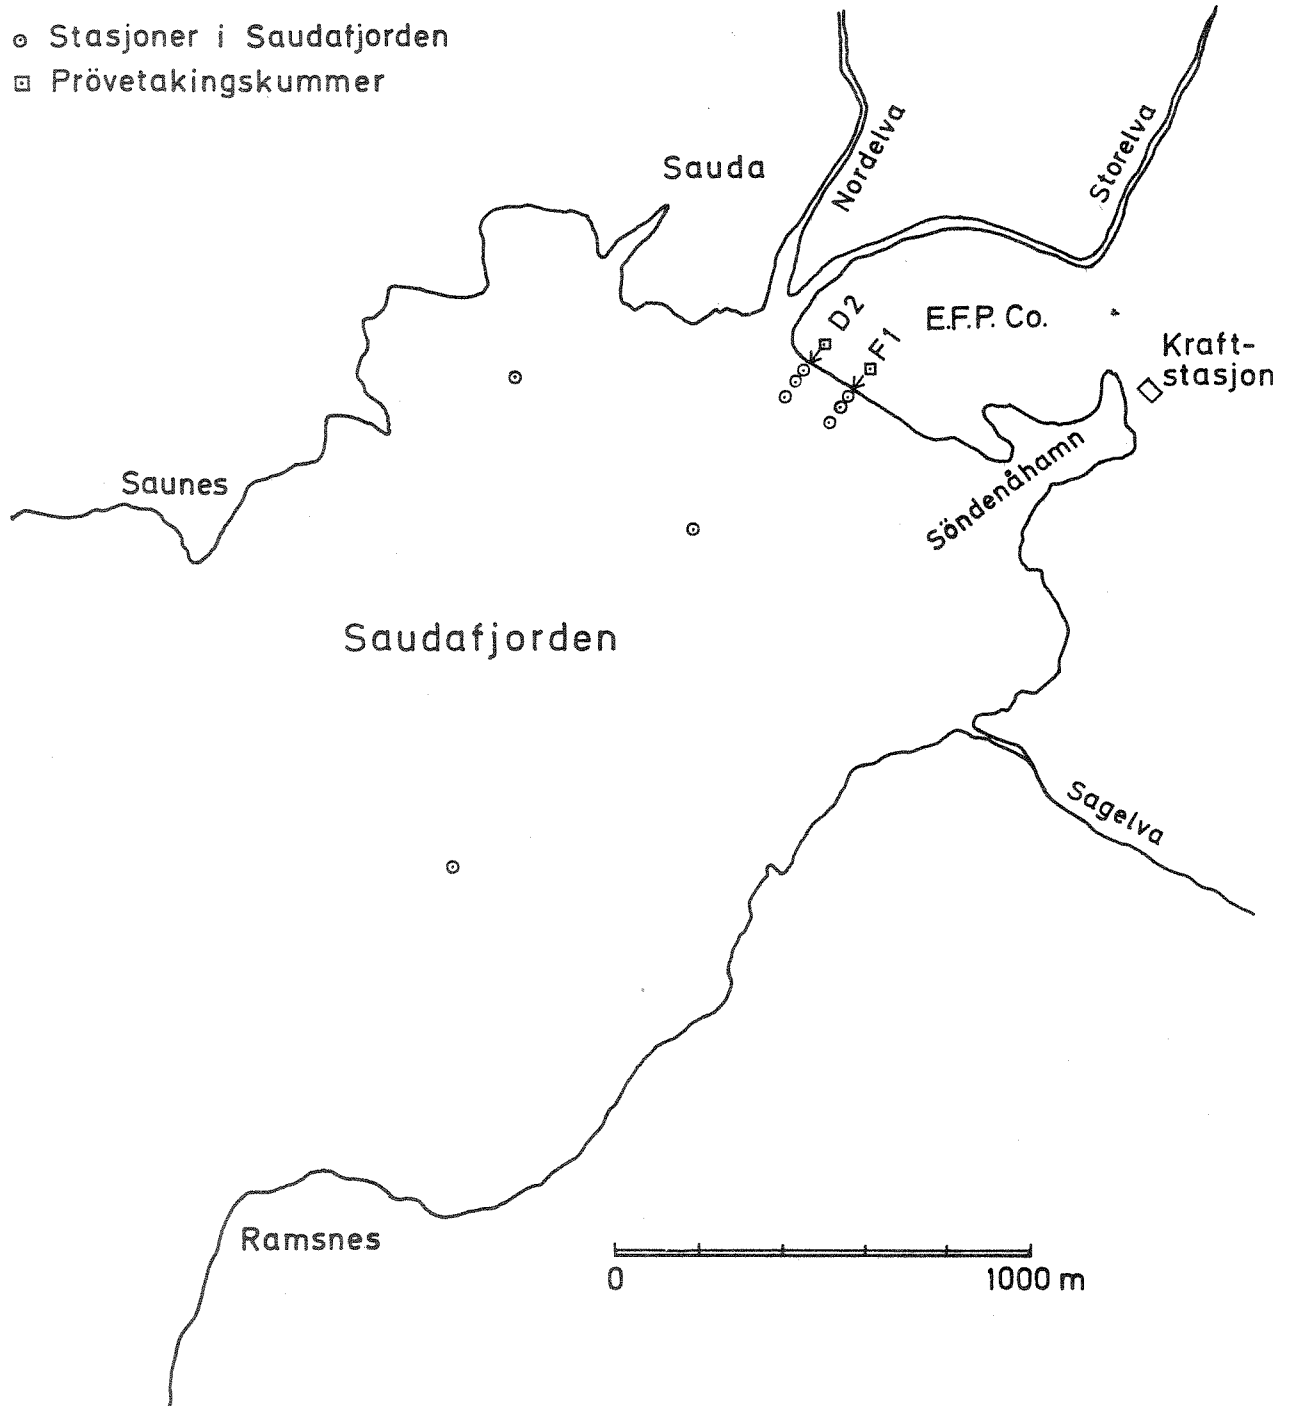 Stasjoner i Saudafjorden
Prövetakingskummer
Sauda
Nordelva
Storelva
D2
F1
E.F.P. Co.
Kraft-
stasjon
Saunes
Söndenåhamn
Saudafjorden
Sagelva
Ramsnes
0 1000 m